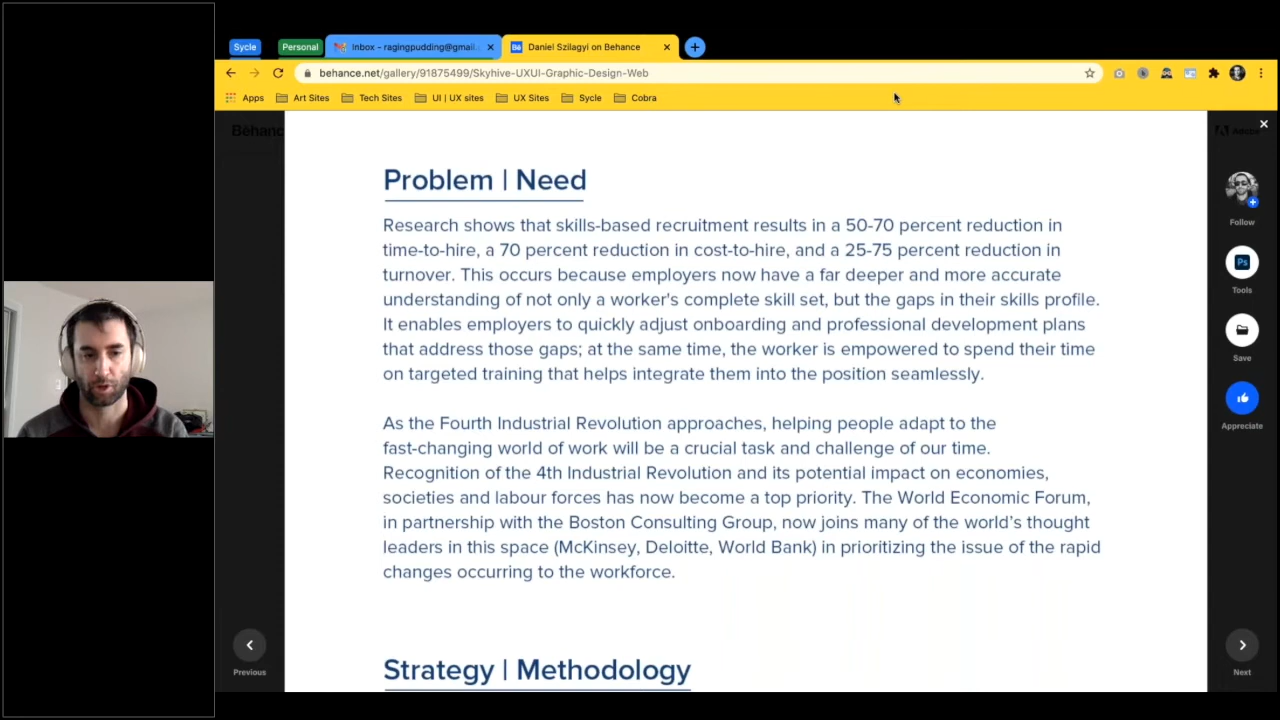 Sycle
Personal
Inbox - ragingpudding@gmail.
Daniel Szilagyi on Behance
behance.net/gallery/91875499/Skyhive-UXUI-Graphic-Design-Web
Apps
Art Sites
Tech Sites
UI | UX sites
UX Sites
Sycle
Cobra
Behanc
Adobe
Problem | Need
Research shows that skills-based recruitment results in a 50-70 percent reduction in
time-to-hire, a 70 percent reduction in cost-to-hire, and a 25-75 percent reduction in
turnover. This occurs because employers now have a far deeper and more accurate
understanding of not only a worker's complete skill set, but the gaps in their skills profile.
It enables employers to quickly adjust onboarding and professional development plans
that address those gaps; at the same time, the worker is empowered to spend their time
on targeted training that helps integrate them into the position seamlessly.
As the Fourth Industrial Revolution approaches, helping people adapt to the
fast-changing world of work will be a crucial task and challenge of our time.
Recognition of the 4th Industrial Revolution and its potential impact on economies,
societies and labour forces has now become a top priority. The World Economic Forum,
in partnership with the Boston Consulting Group, now joins many of the world’s thought
leaders in this space (McKinsey, Deloitte, World Bank) in prioritizing the issue of the rapid
changes occurring to the workforce.
Strategy | Methodology
Follow
Ps
Tools
Save
Appreciate
Previous
Next